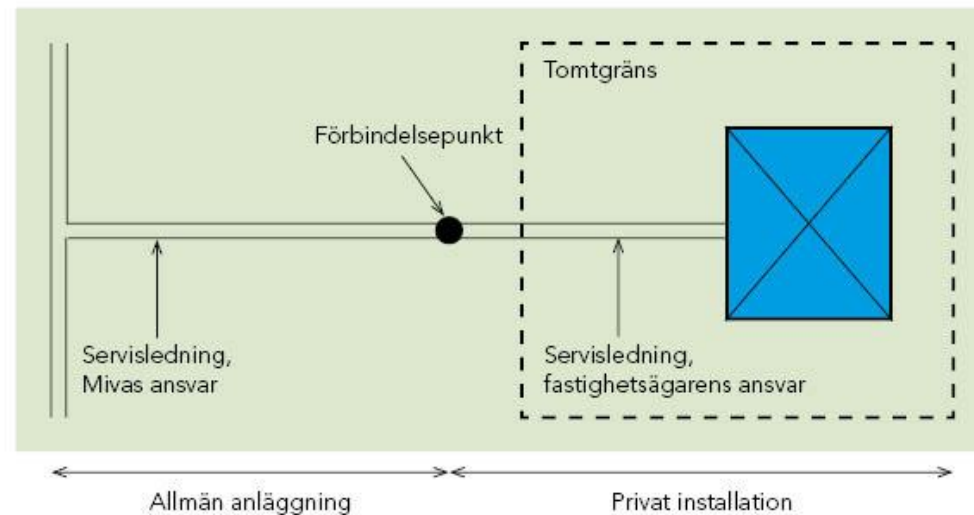 Tomtgräns
Förbindelsepunkt
Servisledning,
Mivas ansvar
Servisledning,
fastighetsägarens ansvar
Allmän anläggning
Privat installation